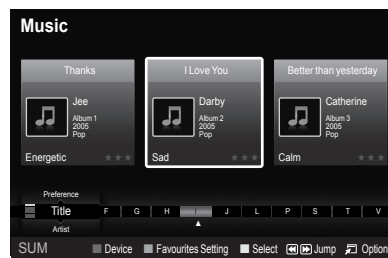 Music
Thanks
Jee
Album 1
2005
Pop
Energetic
I Love You
Darby
Album 2
2005
Pop
Sad
Better than yesterday
Catherine
Album 3
2005
Pop
Calm
Preference
Title F G H I J L P S T V
Artist
SUM Device Favourites Setting Select Jump Option